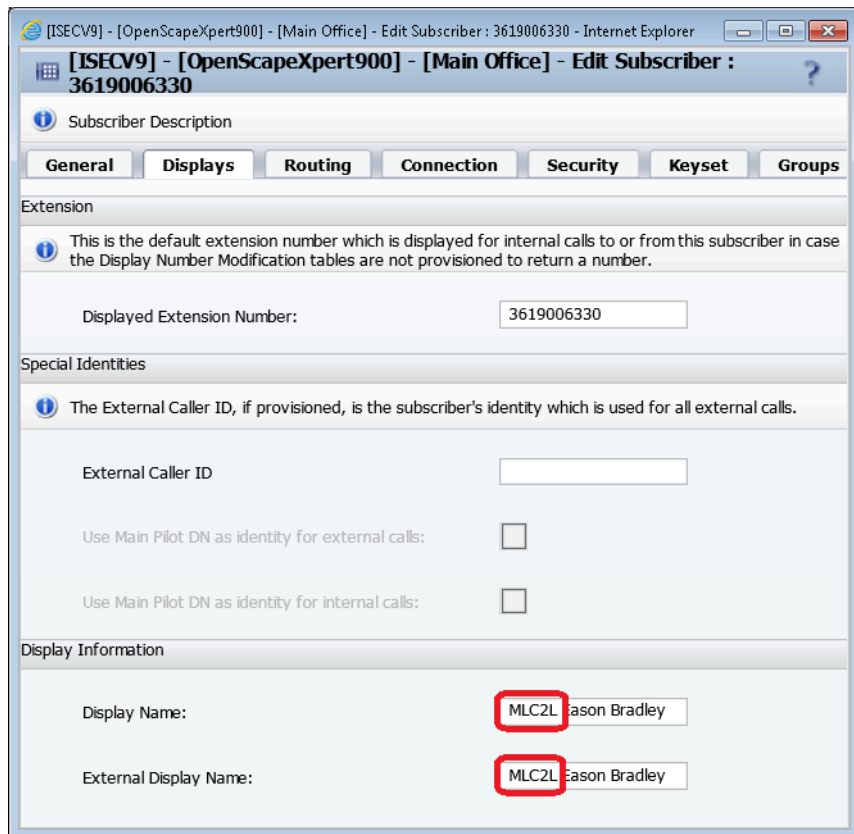 [ISECV9] - [OpenScapeXpert900] - [Main Office] - Edit Subscriber : 3619006330 - Internet Explorer
[ISECV9] - [OpenScapeXpert900] - [Main Office] - Edit Subscriber :
3619006330
?
Subscriber Description
General Displays Routing Connection Security Keyset Groups
Extension
This is the default extension number which is displayed for internal calls to or from this subscriber in case
the Display Number Modification tables are not provisioned to return a number.
Displayed Extension Number: 3619006330
Special Identities
The External Caller ID, if provisioned, is the subscriber's identity which is used for all external calls.
External Caller ID
Use Main Pilot DN as identity for external calls:
Use Main Pilot DN as identity for internal calls:
Display Information
Display Name: MLC2L Eason Bradley
External Display Name: MLC2L Eason Bradley